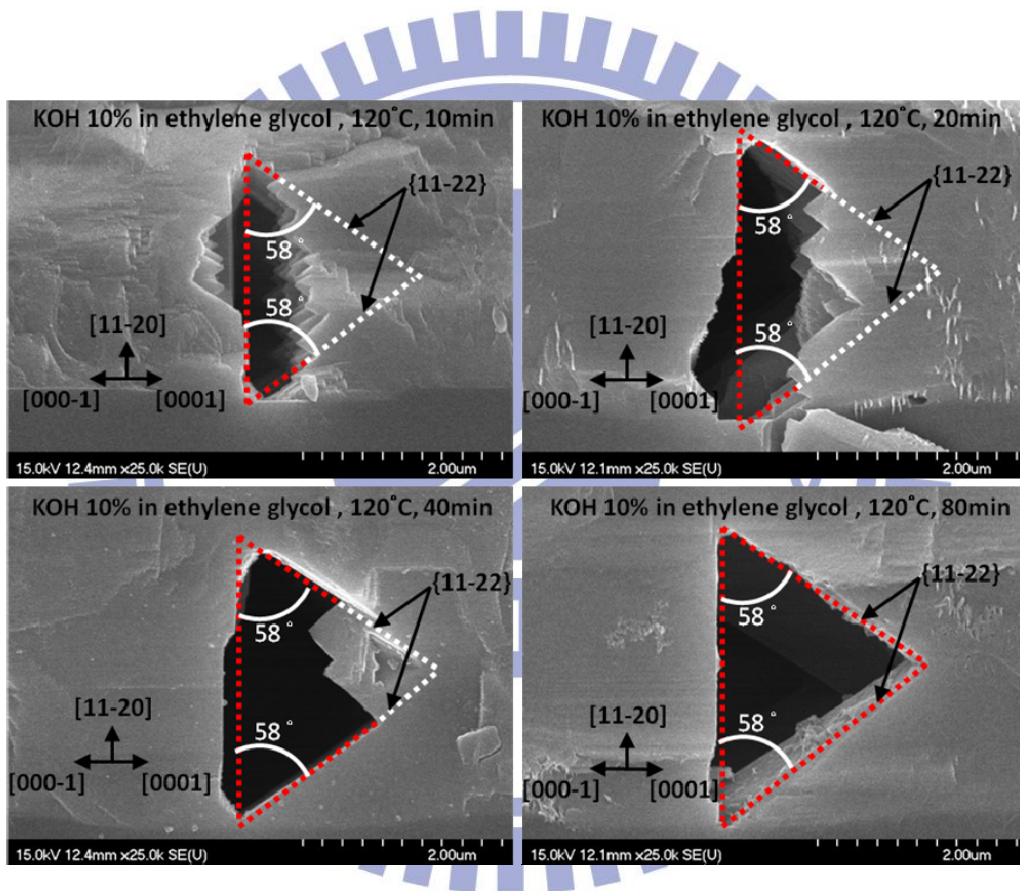 KOH 10% in ethylene glycol , 120°C, 10min
{11-22}
58°
58°
[11-20]
[000-1] [0001]
15.0kV 12.4mm x25.0k SE(U) 2.00um
KOH 10% in ethylene glycol , 120°C, 20min
{11-22}
58°
58°
[11-20]
[000-1] [0001]
15.0kV 12.1mm x25.0k SE(U) 2.00um
KOH 10% in ethylene glycol , 120°C, 40min
{11-22}
58°
58°
[11-20]
[000-1] [0001]
15.0kV 12.4mm x25.0k SE(U) 2.00um
KOH 10% in ethylene glycol , 120°C, 80min
{11-22}
58°
58°
[11-20]
[000-1] [0001]
15.0kV 12.1mm x25.0k SE(U) 2.00um